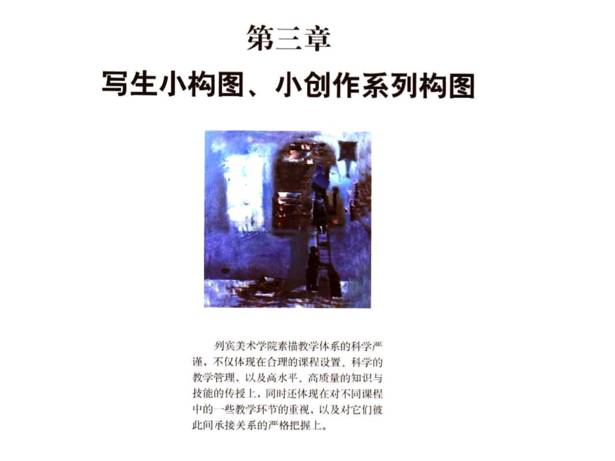 第三章
写生小构图、小创作系列构图
列宾美术学院素描教学体系的科学严
谨，不仅体现在合理的课程设置、科学的
教学管理，以及高水平、高质量的知识与
技能的传授上，同时还体现在对不同课程
中的一些教学环节的重视，以及对它们彼
此间承接关系的严格把握上。